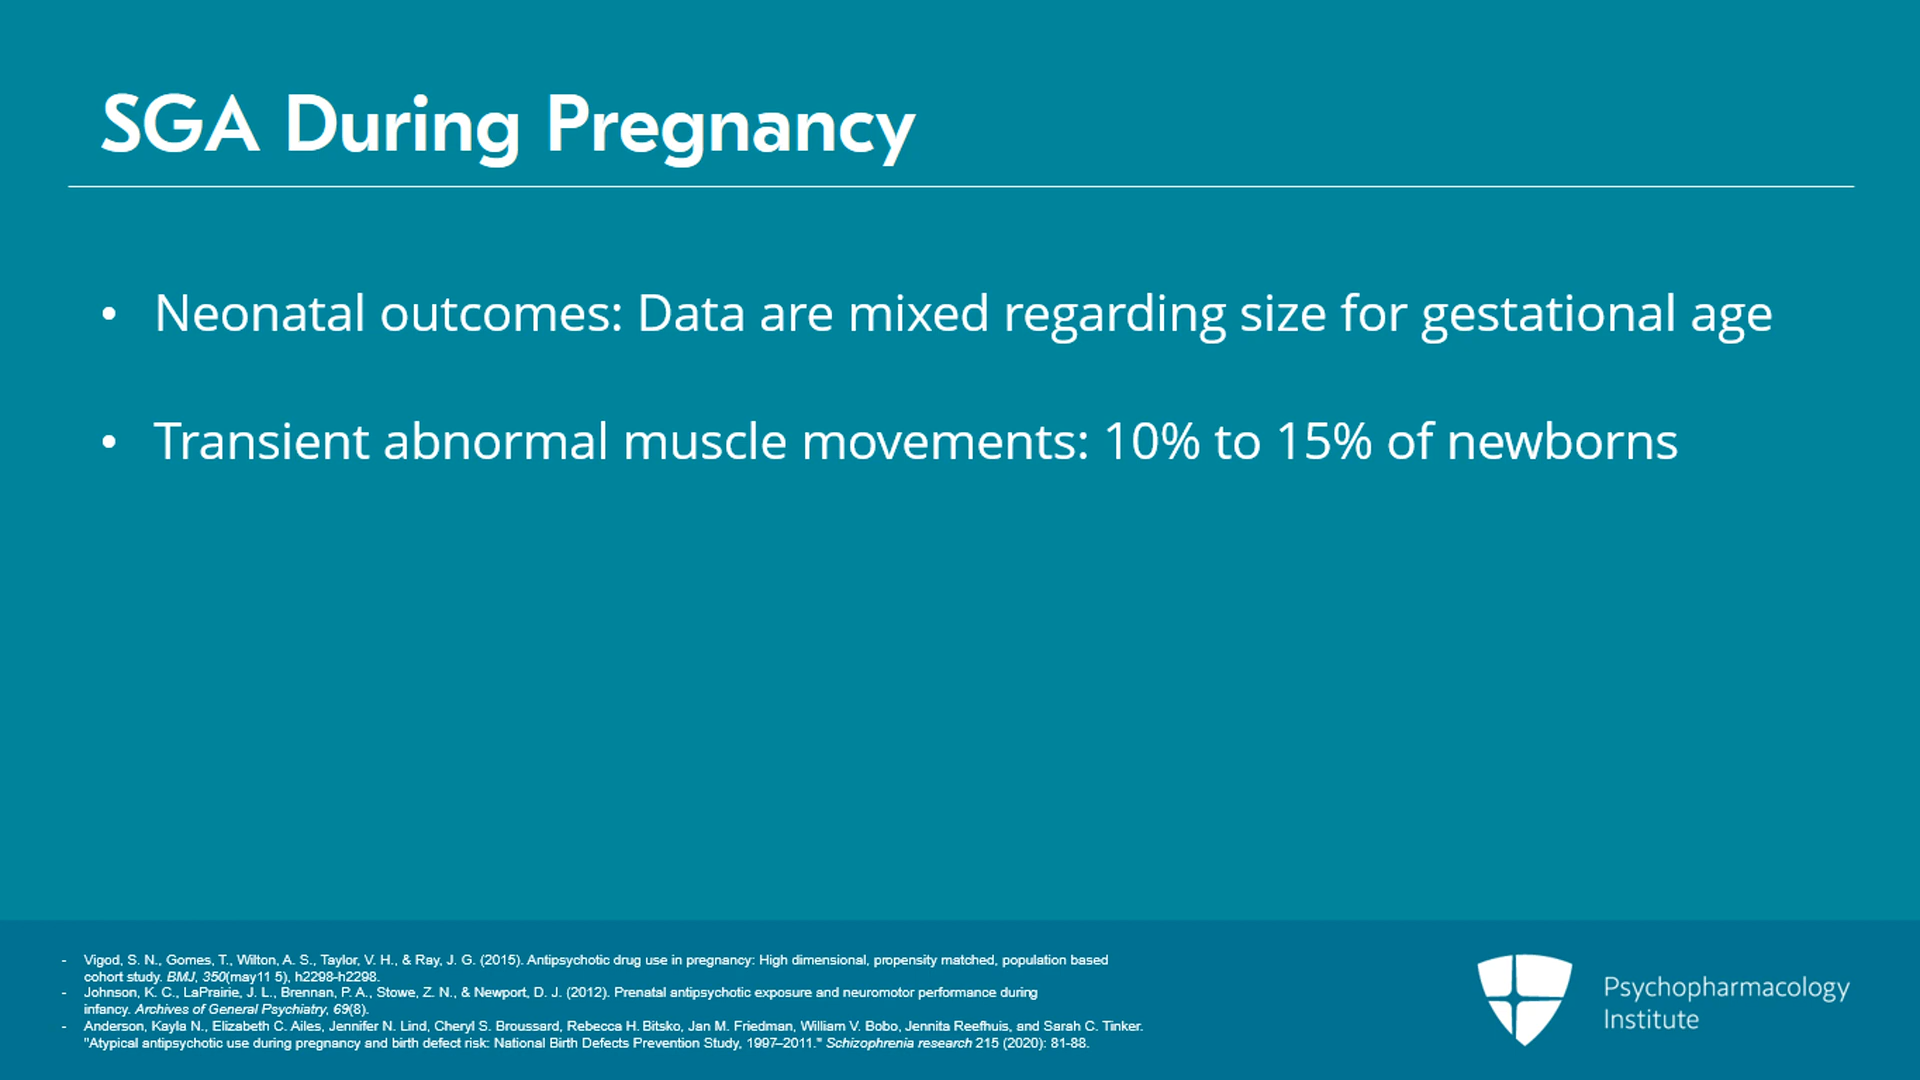 SGA During Pregnancy
• Neonatal outcomes: Data are mixed regarding size for gestational age
• Transient abnormal muscle movements: 10% to 15% of newborns
- Vigod, S. N., Gomes, T., Wilton, A. S., Taylor, V. H., & Ray, J. G. (2015). Antipsychotic drug use in pregnancy: High dimensional, propensity matched, population based
cohort study. BMJ, 350(may11 5), h2298-h2298.
- Johnson, K. C., LaPrairie, J. L., Brennan, P. A., Stowe, Z. N., & Newport, D. J. (2012). Prenatal antipsychotic exposure and neuromotor performance during
infancy. Archives of General Psychiatry, 69(8).
- Anderson, Kayla N., Elizabeth C. Ailes, Jennifer N. Lind, Cheryl S. Broussard, Rebecca H. Bitsko, Jan M. Friedman, William V. Bobo, Jennita Reefhuis, and Sarah C. Tinker.
"Atypical antipsychotic use during pregnancy and birth defect risk: National Birth Defects Prevention Study, 1997–2011." Schizophrenia research 215 (2020): 81-88.
Psychopharmacology
Institute